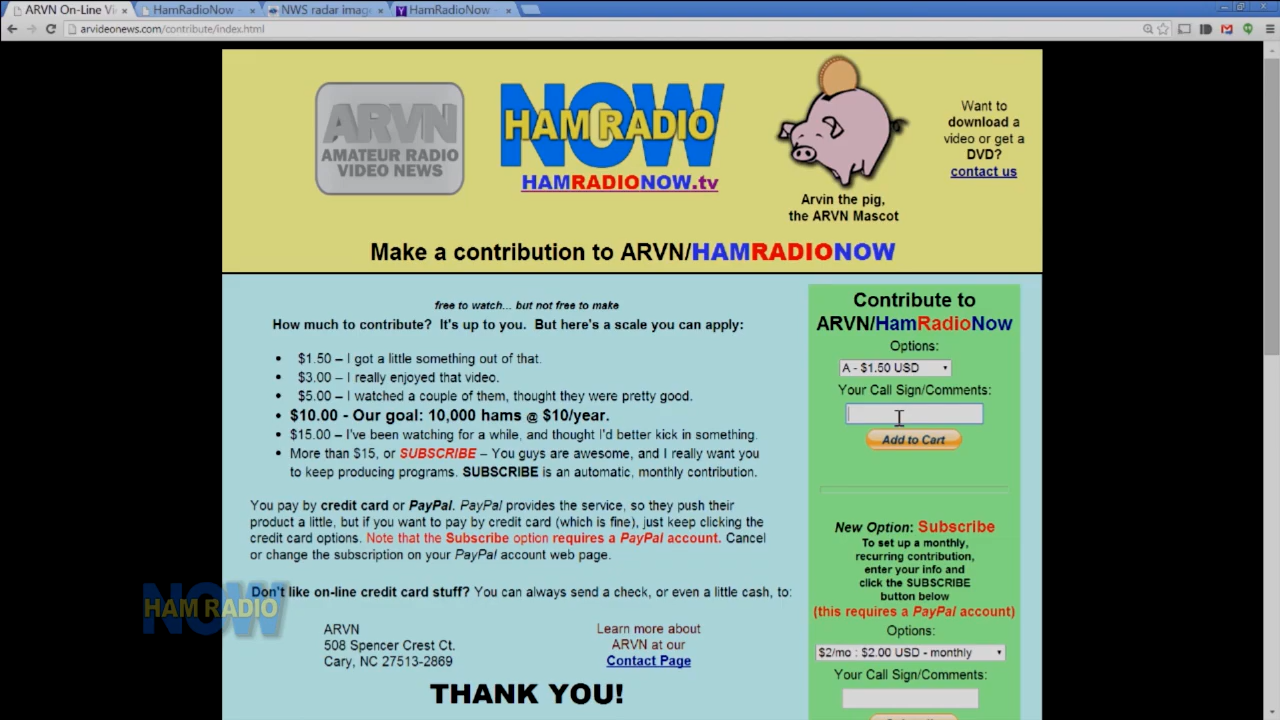 ARVN On-Line Vi
HamRadioNow
NWS radar imag
HamRadioNow
arvideonews.com/contribute/index.html
ARVN
AMATEUR RADIO
VIDEO NEWS
NOW
HAM RADIO
HAMRADIONOW.tv
Arvin the pig,
the ARVN Mascot
Want to
download a
video or get a
DVD?
contact us
Make a contribution to ARVN/HAMRADIONOW
free to watch... but not free to make
How much to contribute? It's up to you. But here's a scale you can apply:
• $1.50 – I got a little something out of that.
• $3.00 – I really enjoyed that video.
• $5.00 – I watched a couple of them, thought they were pretty good.
• $10.00 - Our goal: 10,000 hams @ $10/year.
• $15.00 – I've been watching for a while, and thought I'd better kick in something.
• More than $15, or SUBSCRIBE – You guys are awesome, and I really want you
to keep producing programs. SUBSCRIBE is an automatic, monthly contribution.
You pay by credit card or PayPal. PayPal provides the service, so they push their
product a little, but if you want to pay by credit card (which is fine), just keep clicking the
credit card options. Note that the Subscribe option requires a PayPal account. Cancel
or change the subscription on your PayPal account web page.
Don't like on-line credit card stuff? You can always send a check, or even a little cash, to:
ARVN
508 Spencer Crest Ct.
Cary, NC 27513-2869
Learn more about
ARVN at our
Contact Page
THANK YOU!
Contribute to
ARVN/HamRadioNow
Options:
A - $1.50 USD
Your Call Sign/Comments:
Add to Cart
New Option: Subscribe
To set up a monthly,
recurring contribution,
enter your info and
click the SUBSCRIBE
button below
(this requires a PayPal account)
Options:
$2/mo : $2.00 USD - monthly
Your Call Sign/Comments:
NOW
HAM RADIO